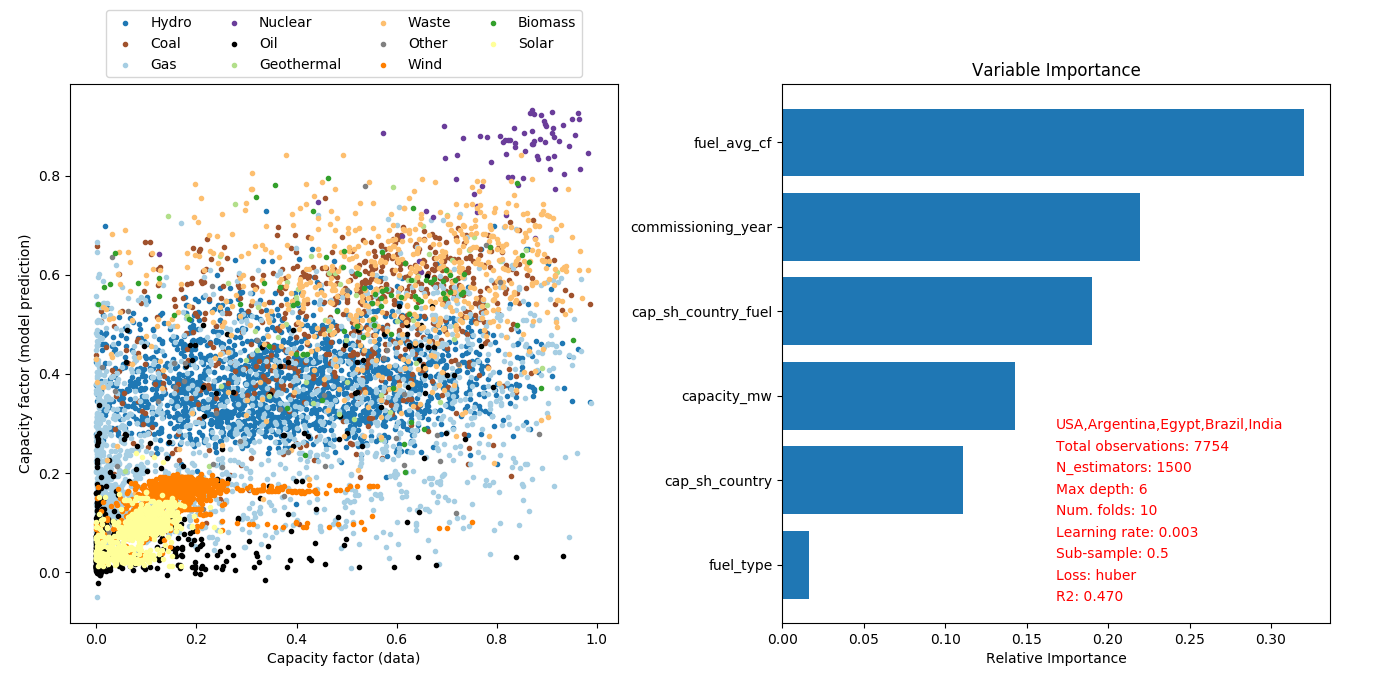 Hydro Nuclear Waste Biomass
Coal Oil Other Solar
Gas Geothermal Wind
Capacity factor (model prediction)
0.8
0.6
0.4
0.2
0.0
0.0 0.2 0.4 0.6 0.8 1.0
Capacity factor (data)
Variable Importance
fuel_avg_cf
commissioning_year
cap_sh_country_fuel
capacity_mw
cap_sh_country
fuel_type
USA,Argentina,Egypt,Brazil,India
Total observations: 7754
N_estimators: 1500
Max depth: 6
Num. folds: 10
Learning rate: 0.003
Sub-sample: 0.5
Loss: huber
R2: 0.470
0.00 0.05 0.10 0.15 0.20 0.25 0.30
Relative Importance